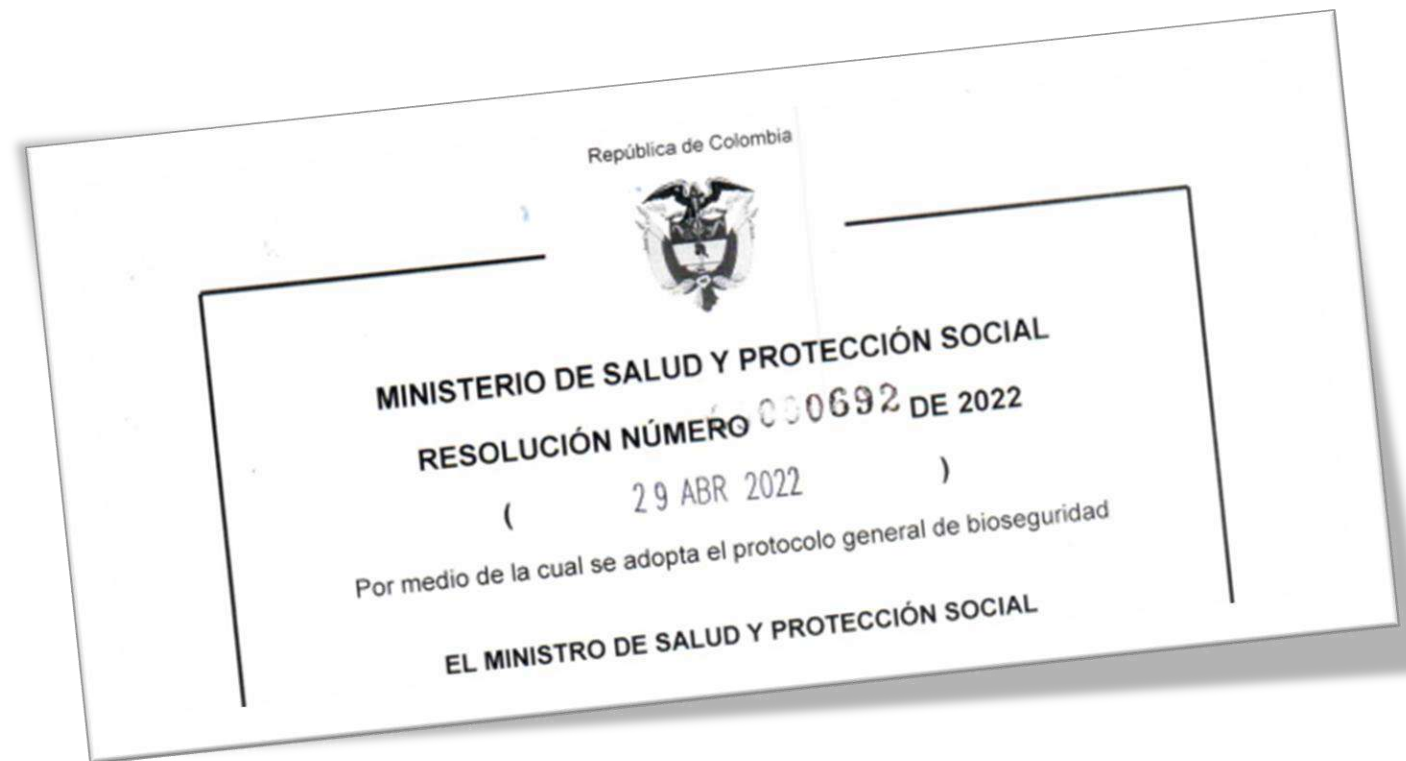 República de Colombia
MINISTERIO DE SALUD Y PROTECCIÓN SOCIAL
RESOLUCIÓN NÚMERO 000692 DE 2022
( 29 ABR 2022 )
Por medio de la cual se adopta el protocolo general de bioseguridad
EL MINISTRO DE SALUD Y PROTECCIÓN SOCIAL